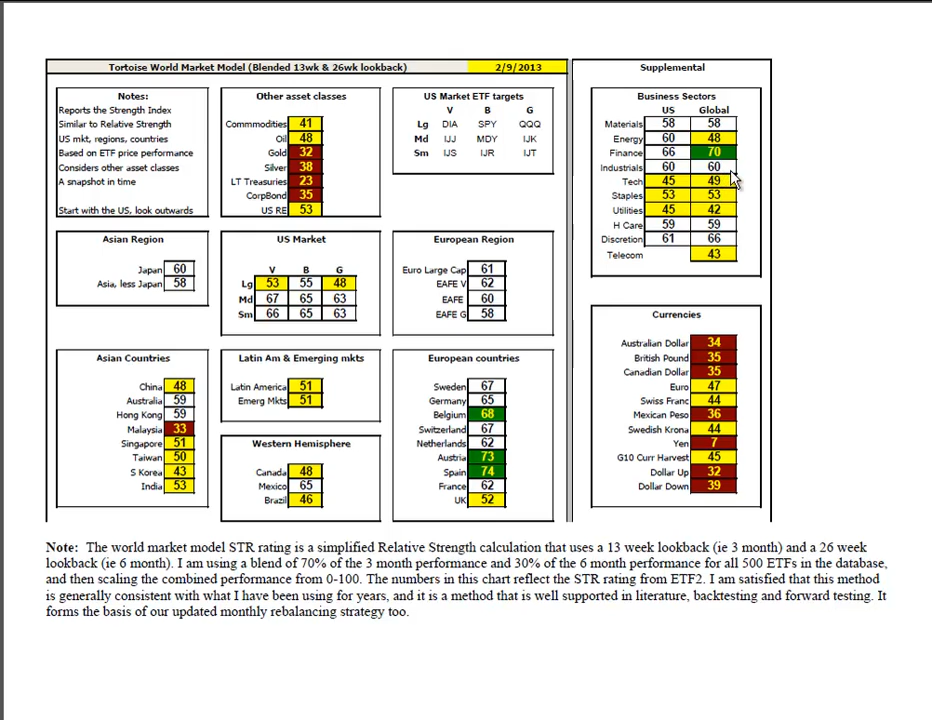 Tortoise World Market Model (Blended 13wk & 26wk lookback) 2/9/2013
Notes:
Reports the Strength Index
Similar to Relative Strength
US mkt, regions, countries
Based on ETF price performance
Considers other asset classes
A snapshot in time
Start with the US, look outwards
Other asset classes
Commmodities 41
Oil 48
Gold 32
Silver 38
LT Treasuries 23
CorpBond 35
US RE 53
US Market ETF targets
V B G
Lg DIA SPY QQQ
Md IJJ MDY IJK
Sm IJS IJR IJT
Asian Region
Japan 60
Asia, less Japan 58
US Market
V B G
Lg 53 55 48
Md 67 65 63
Sm 66 65 63
European Region
Euro Large Cap 61
EAFE V 62
EAFE 60
EAFE G 58
Asian Countries
China 48
Australia 59
Hong Kong 59
Malaysia 33
Singapore 51
Taiwan 50
S Korea 43
India 53
Latin Am & Emerging mkts
Latin America 51
Emerg Mkts 51
Western Hemisphere
Canada 48
Mexico 65
Brazil 46
European countries
Sweden 67
Germany 65
Belgium 68
Switzerland 67
Netherlands 62
Austria 73
Spain 74
France 62
UK 52
Supplemental
Business Sectors
US Global
Materials 58 58
Energy 60 48
Finance 66 70
Industrials 60 60
Tech 45 49
Staples 53 53
Utilities 45 42
H Care 59 59
Discretion 61 66
Telecom 43
Currencies
Australian Dollar 34
British Pound 35
Canadian Dollar 35
Euro 47
Swiss Franc 44
Mexican Peso 36
Swedish Krona 44
Yen 7
G10 Curr Harvest 45
Dollar Up 32
Dollar Down 39
Note: The world market model STR rating is a simplified Relative Strength calculation that uses a 13 week lookback (ie 3 month) and a 26 week
lookback (ie 6 month). I am using a blend of 70% of the 3 month performance and 30% of the 6 month performance for all 500 ETFs in the database,
and then scaling the combined performance from 0-100. The numbers in this chart reflect the STR rating from ETF2. I am satisfied that this method
is generally consistent with what I have been using for years, and it is a method that is well supported in literature, backtesting and forward testing. It
forms the basis of our updated monthly rebalancing strategy too.